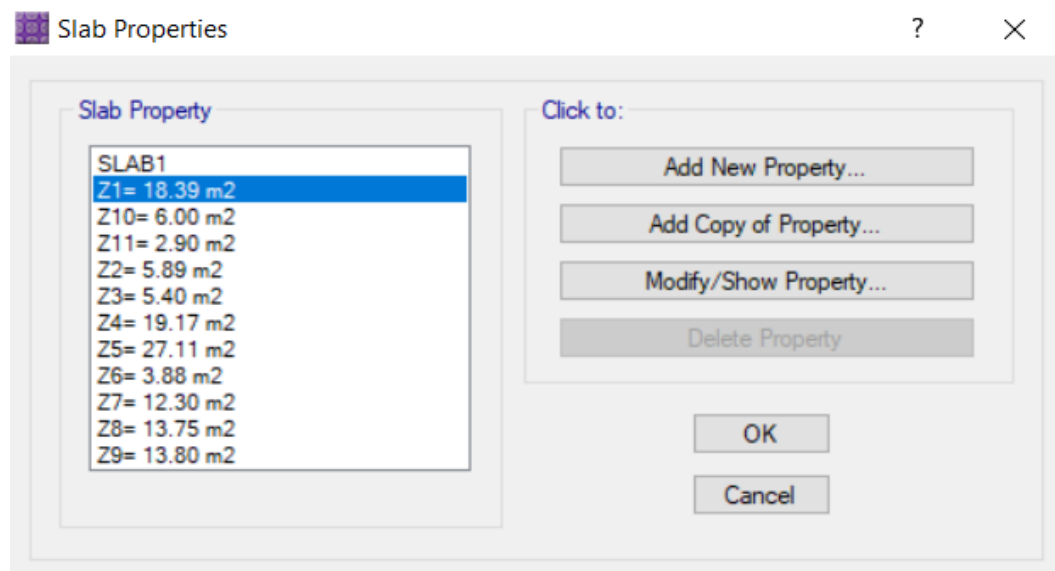 Slab Properties
?
Slab Property
SLAB1
Z1= 18.39 m2
Z10= 6.00 m2
Z11= 2.90 m2
Z2= 5.89 m2
Z3= 5.40 m2
Z4= 19.17 m2
Z5= 27.11 m2
Z6= 3.88 m2
Z7= 12.30 m2
Z8= 13.75 m2
Z9= 13.80 m2
Click to:
Add New Property...
Add Copy of Property...
Modify/Show Property...
Delete Property
OK
Cancel